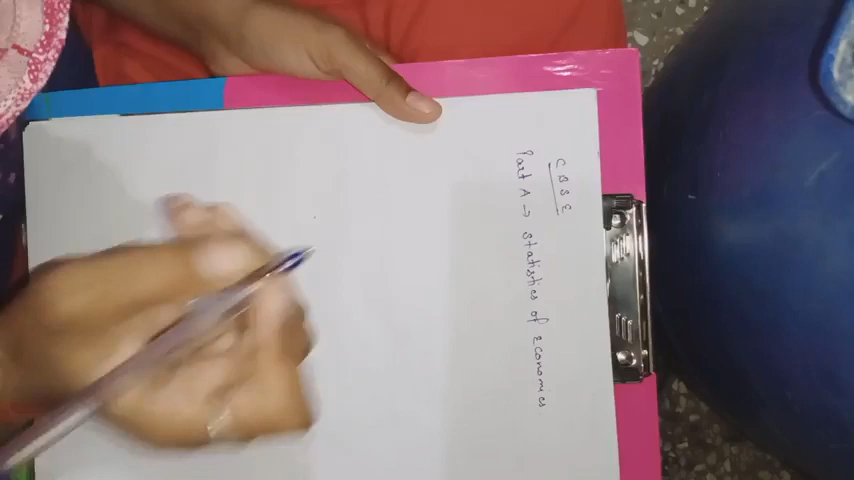 CBSE
Part A → Statistics of Economics